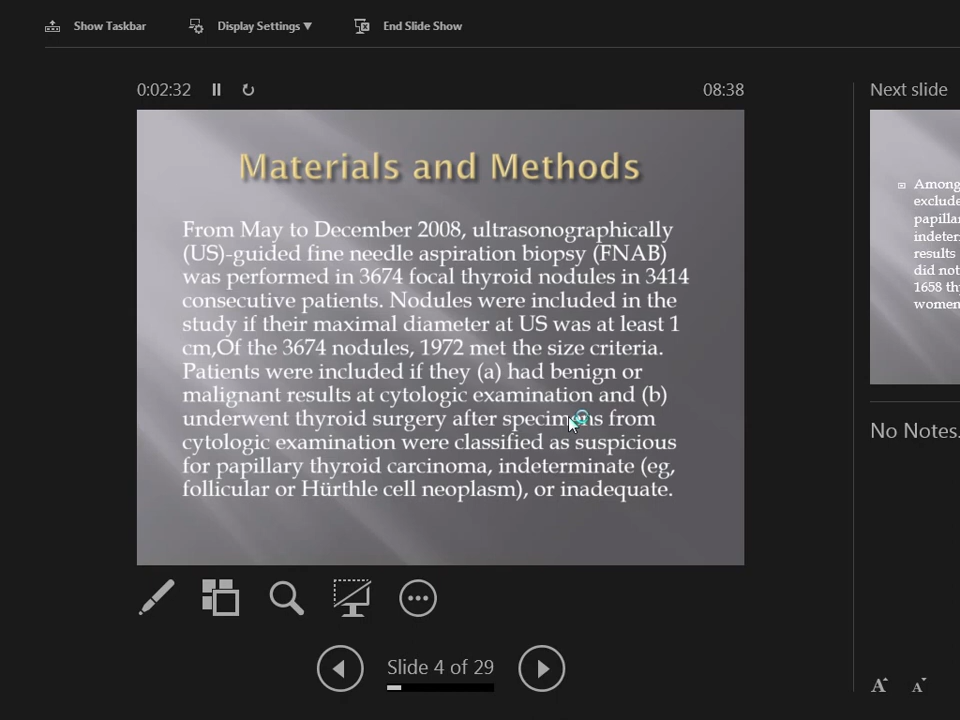 Show Taskbar
Display Settings ▼
End Slide Show
0:02:32
08:38
Next slide
Materials and Methods
From May to December 2008, ultrasonographically
(US)-guided fine needle aspiration biopsy (FNAB)
was performed in 3674 focal thyroid nodules in 3414
consecutive patients. Nodules were included in the
study if their maximal diameter at US was at least 1
cm,Of the 3674 nodules, 1972 met the size criteria.
Patients were included if they (a) had benign or
malignant results at cytologic examination and (b)
underwent thyroid surgery after specimens from
cytologic examination were classified as suspicious
for papillary thyroid carcinoma, indeterminate (eg,
follicular or Hürthle cell neoplasm), or inadequate.
Among
exclude
papilla
indeter
results
did not
1658 th
women
No Notes.
Slide 4 of 29
A A